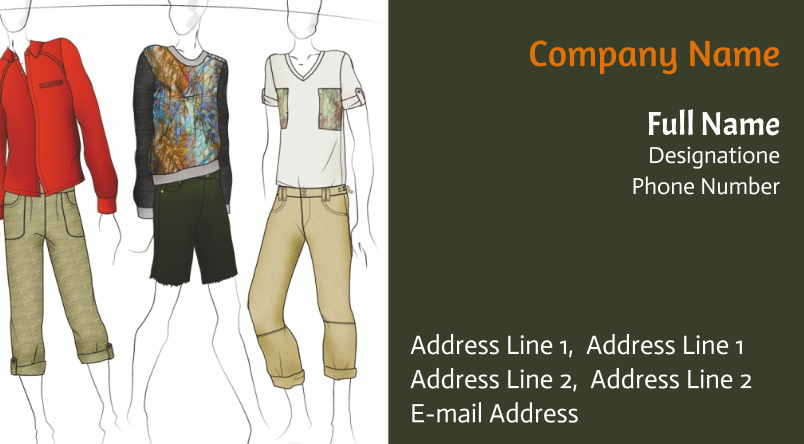 Company Name
Full Name
Designatione
Phone Number
Address Line 1,  Address Line 1
Address Line 2,  Address Line 2
E-mail Address